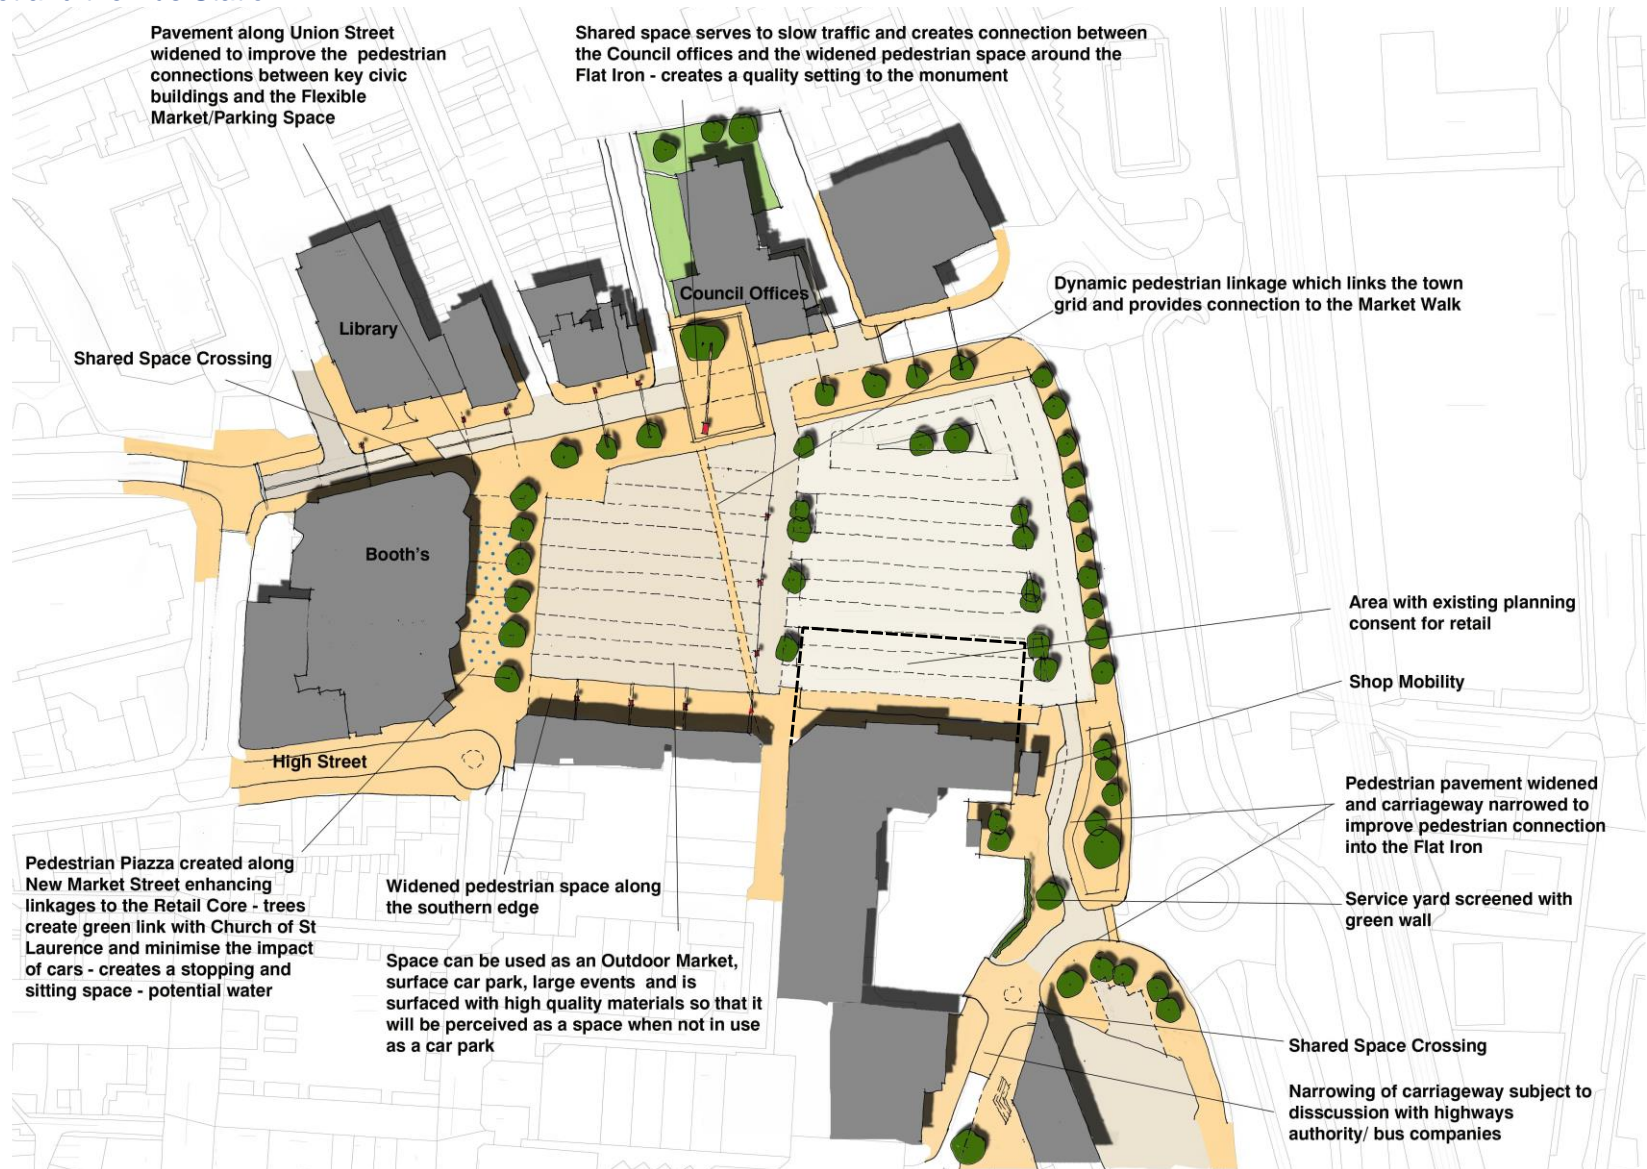 Pavement along Union Street
widened to improve the pedestrian
connections between key civic
buildings and the Flexible
Market/Parking Space
Shared space serves to slow traffic and creates connection between
the Council offices and the widened pedestrian space around the
Flat Iron - creates a quality setting to the monument
Dynamic pedestrian linkage which links the town
grid and provides connection to the Market Walk
Council Offices
Library
Shared Space Crossing
Booth's
Area with existing planning
consent for retail
Shop Mobility
High Street
Pedestrian pavement widened
and carriageway narrowed to
improve pedestrian connection
into the Flat Iron
Pedestrian Piazza created along
New Market Street enhancing
linkages to the Retail Core - trees
create green link with Church of St
Laurence and minimise the impact
of cars - creates a stopping and
sitting space - potential water
Widened pedestrian space along
the southern edge
Service yard screened with
green wall
Space can be used as an Outdoor Market,
surface car park, large events and is
surfaced with high quality materials so that it
will be perceived as a space when not in use
as a car park
Shared Space Crossing
Narrowing of carriageway subject to
disscussion with highways
authority/ bus companies